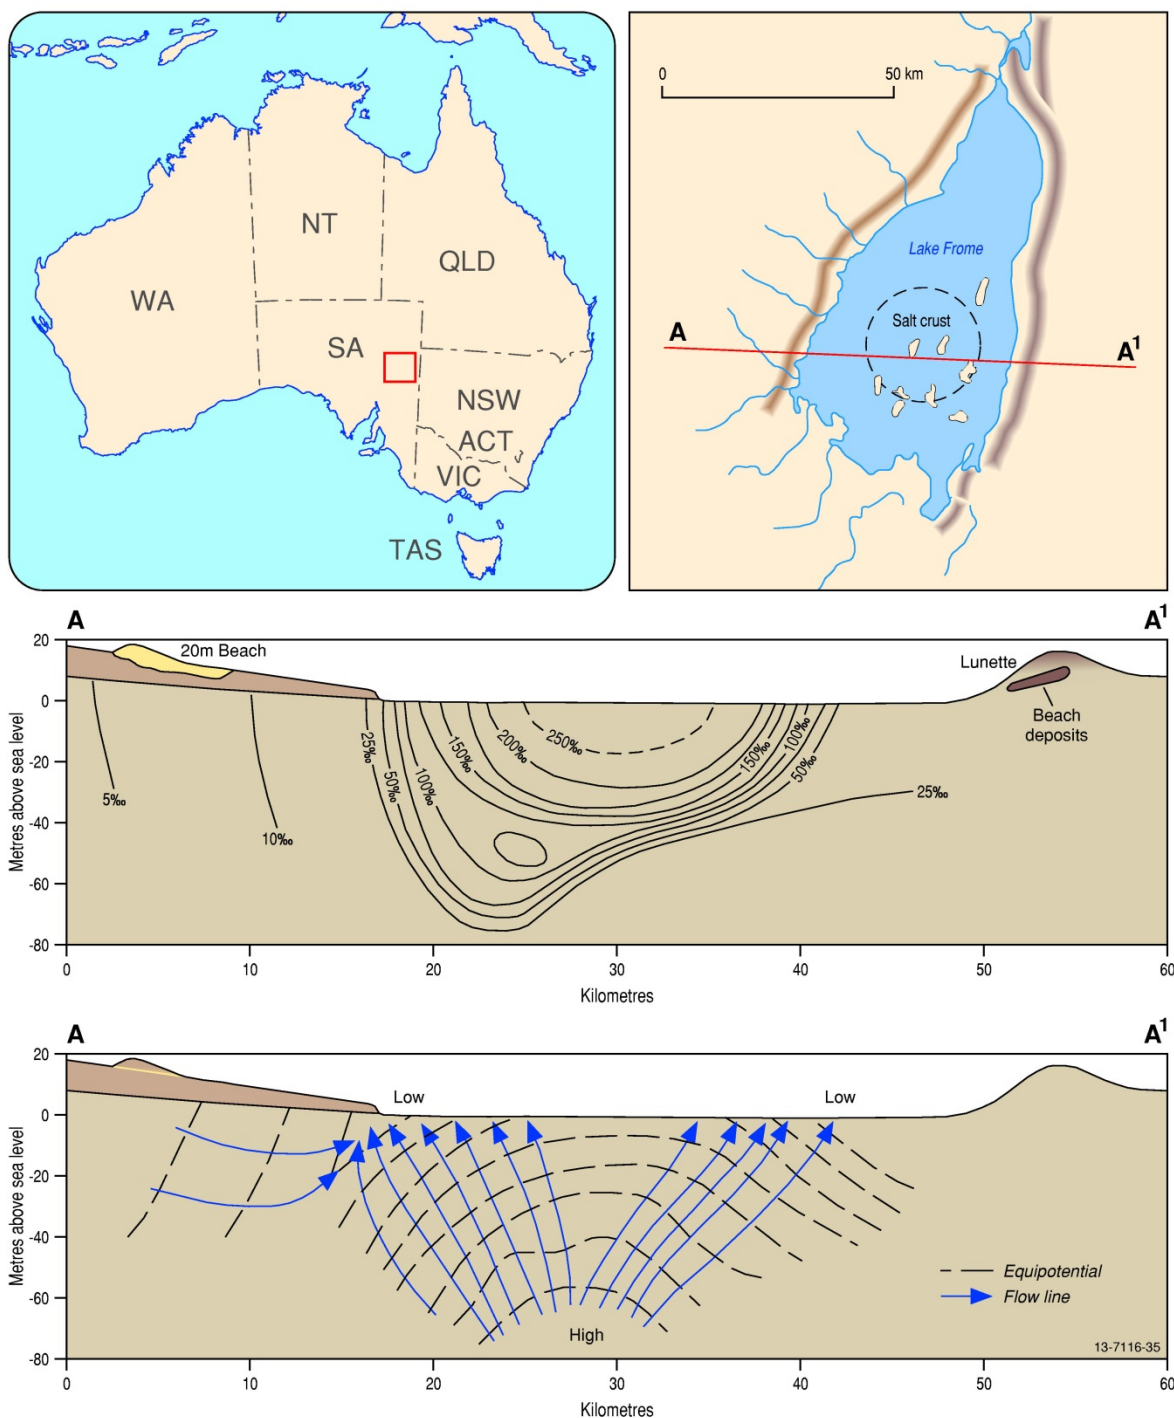 NT
QLD
WA
SA
NSW
ACT
VIC
TAS
0
50 km
Lake Frome
Salt crust
A
A¹
A
A¹
20
0
-20
-40
-60
-80
Metres above sea level
20m Beach
Lunette
Beach
deposits
5‰
10‰
25‰
50‰
100‰
150‰
200‰
250‰
150‰
100‰
50‰
25‰
0
10
20
30
40
50
60
Kilometres
A
A¹
20
0
-20
-40
-60
-80
Metres above sea level
Low
Low
High
Equipotential
Flow line
13-7116-35
0
10
20
30
40
50
60
Kilometres